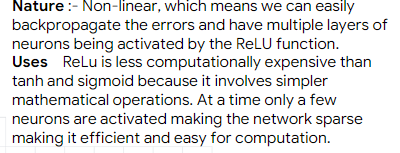 Nature :- Non-linear, which means we can easily
backpropagate the errors and have multiple layers of
neurons being activated by the ReLU function.
Uses ReLu is less computationally expensive than
tanh and sigmoid because it involves simpler
mathematical operations. At a time only a few
neurons are activated making the network sparse
making it efficient and easy for computation.